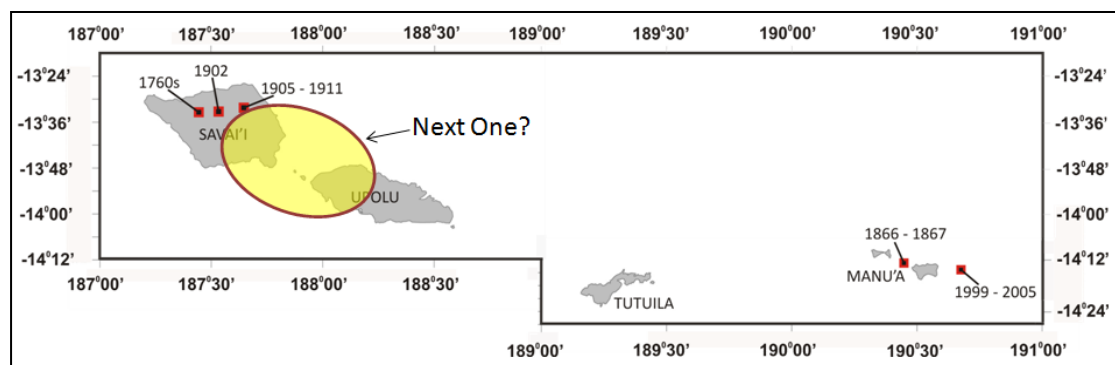 187°00' 187°30' 188°00' 188°30' 189°00' 189°30' 190°00' 190°30' 191°00'
-13°24' -13°24'
1760s
1902
1905 - 1911
Next One?
-13°36' -13°36'
SAVAI'I
-13°48' -13°48'
UPOLU
-14°00' -14°00'
1866 - 1867
-14°12' -14°12'
MANU'A
187°00' 187°30' 188°00' 188°30'
1999 - 2005
TUTUILA
-14°24'
189°00' 189°30' 190°00' 190°30' 191°00'